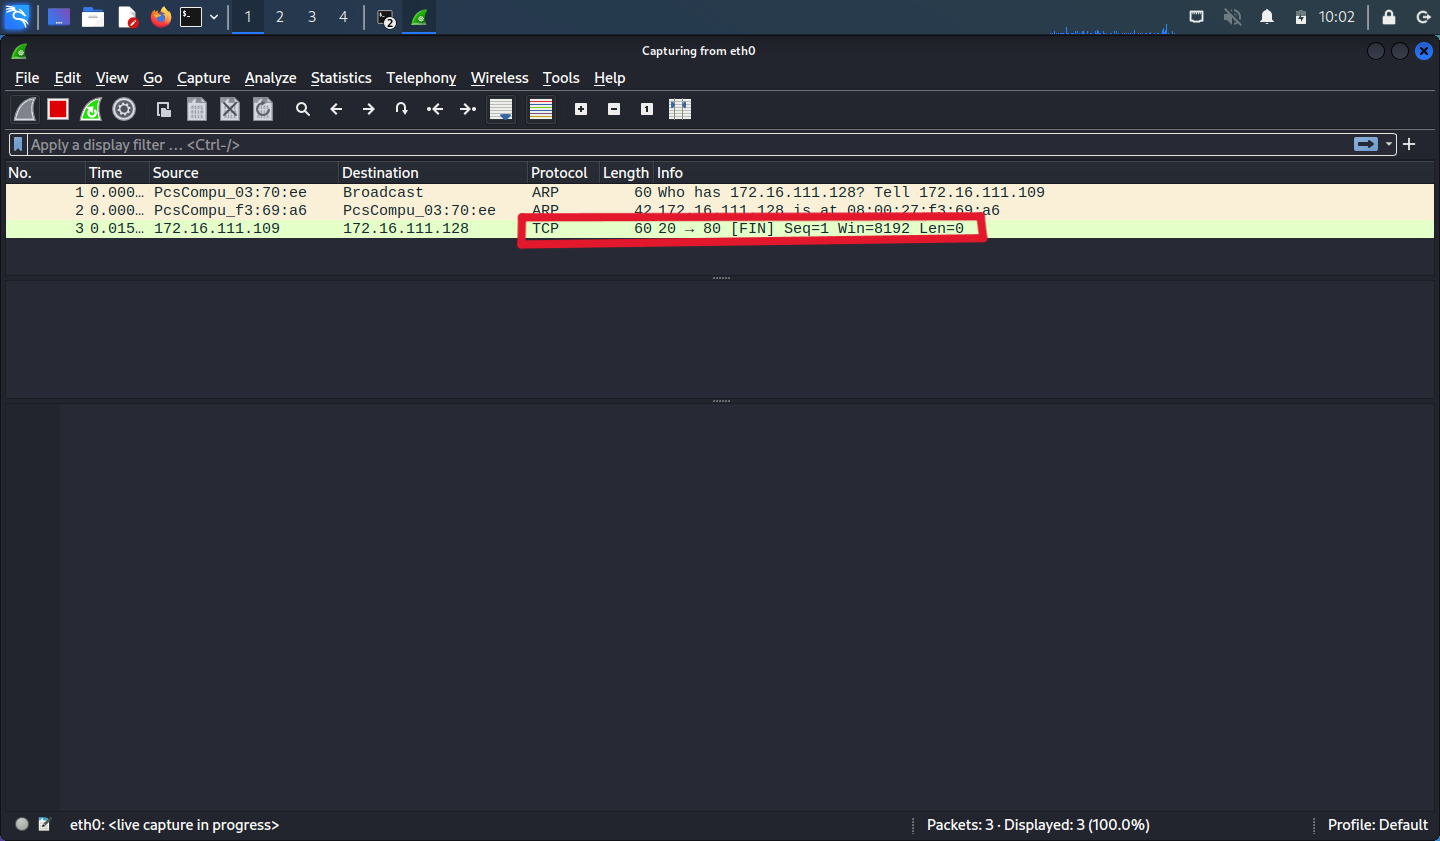 1 2 3 4 2 10:02
Capturing from eth0
File Edit View Go Capture Analyze Statistics Telephony Wireless Tools Help
Apply a display filter … <Ctrl-/>
No. Time Source Destination Protocol Length Info
1 0.000… PcsCompu_03:70:ee Broadcast ARP 60 Who has 172.16.111.128? Tell 172.16.111.109
2 0.000… PcsCompu_f3:69:a6 PcsCompu_03:70:ee ARP 42 172.16.111.128 is at 08:00:27:f3:69:a6
3 0.015… 172.16.111.109 172.16.111.128 TCP 60 20 → 80 [FIN] Seq=1 Win=8192 Len=0
eth0: <live capture in progress> Packets: 3 · Displayed: 3 (100.0%) Profile: Default